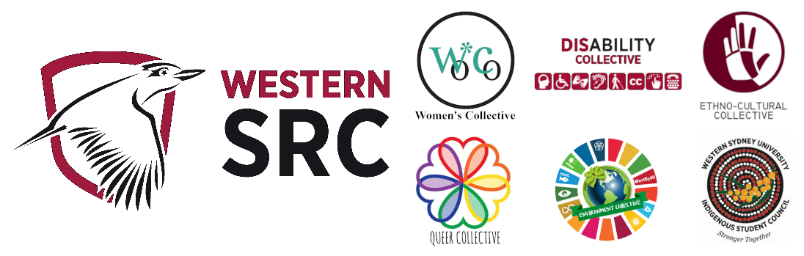 WESTERN
SRC
W*C
Women's Collective
DISABILITY
COLLECTIVE
CC
ETHNO-CULTURAL
COLLECTIVE
QUEER COLLECTIVE
ENVIRONMENT COLLECTIVE
WESTERN SYDNEY UNIVERSITY
INDIGENOUS STUDENT COUNCIL
Stronger Together